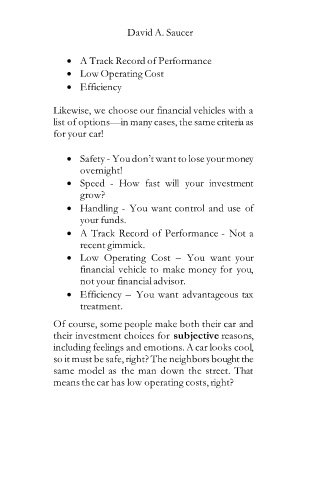 David A. Saucer
• A Track Record of Performance
• Low Operating Cost
• Efficiency
Likewise, we choose our financial vehicles with a
list of options—in many cases, the same criteria as
for your car!
• Safety - You don't want to lose your money
overnight!
• Speed - How fast will your investment
grow?
• Handling - You want control and use of
your funds.
• A Track Record of Performance - Not a
recent gimmick.
• Low Operating Cost – You want your
financial vehicle to make money for you,
not your financial advisor.
• Efficiency – You want advantageous tax
treatment.
Of course, some people make both their car and
their investment choices for subjective reasons,
including feelings and emotions. A car looks cool,
so it must be safe, right? The neighbors bought the
same model as the man down the street. That
means the car has low operating costs, right?